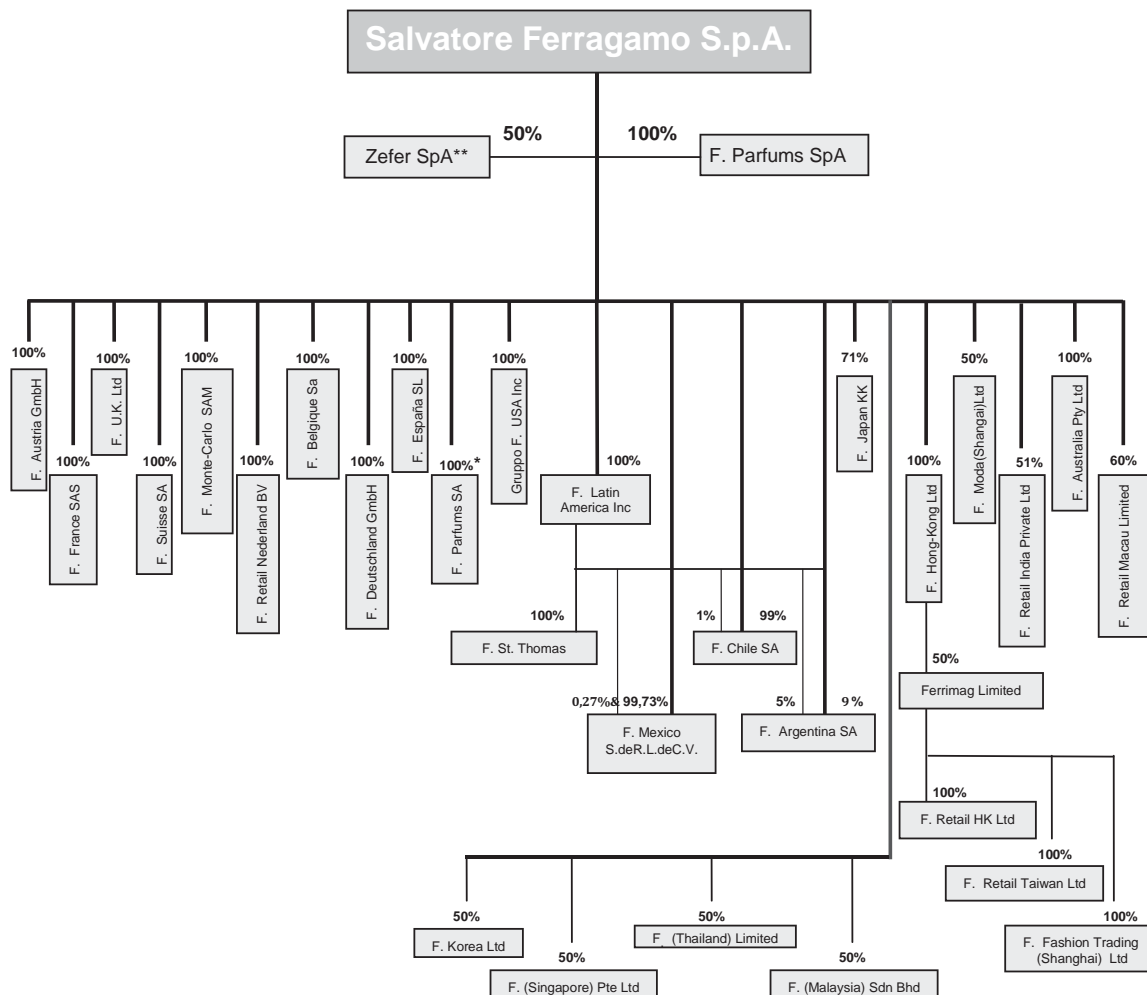 Salvatore Ferragamo S.p.A.
50%
100%
Zefer SpA**
F. Parfums SpA
100%
F. Austria GmbH
100%
F. France SAS
100%
F. U.K. Ltd
100%
F. Suisse SA
100%
F. Monte-Carlo SAM
100%
F. Retail Nederland BV
100%
F. Belgique Sa
100%
F. Deutschland GmbH
100%
F. España SL
100%*
F. Parfums SA
100%
Gruppo F. USA Inc
100%
F. Latin
America Inc
71%
F. Japan KK
100%
F. Hong-Kong Ltd
50%
F. Moda(Shangai)Ltd
51%
F. Retail India Private Ltd
100%
F. Australia Pty Ltd
60%
F. Retail Macau Limited
100%
F. St. Thomas
1%
99%
F. Chile SA
0,27%& 99,73%
F. Mexico
S.deR.L.deC.V.
5%
9 %
F. Argentina SA
50%
Ferrimag Limited
100%
F. Retail HK Ltd
100%
F. Retail Taiwan Ltd
100%
F. Fashion Trading
(Shanghai) Ltd
50%
F. Korea Ltd
50%
F. (Singapore) Pte Ltd
50%
F. (Thailand) Limited
50%
F. (Malaysia) Sdn Bhd